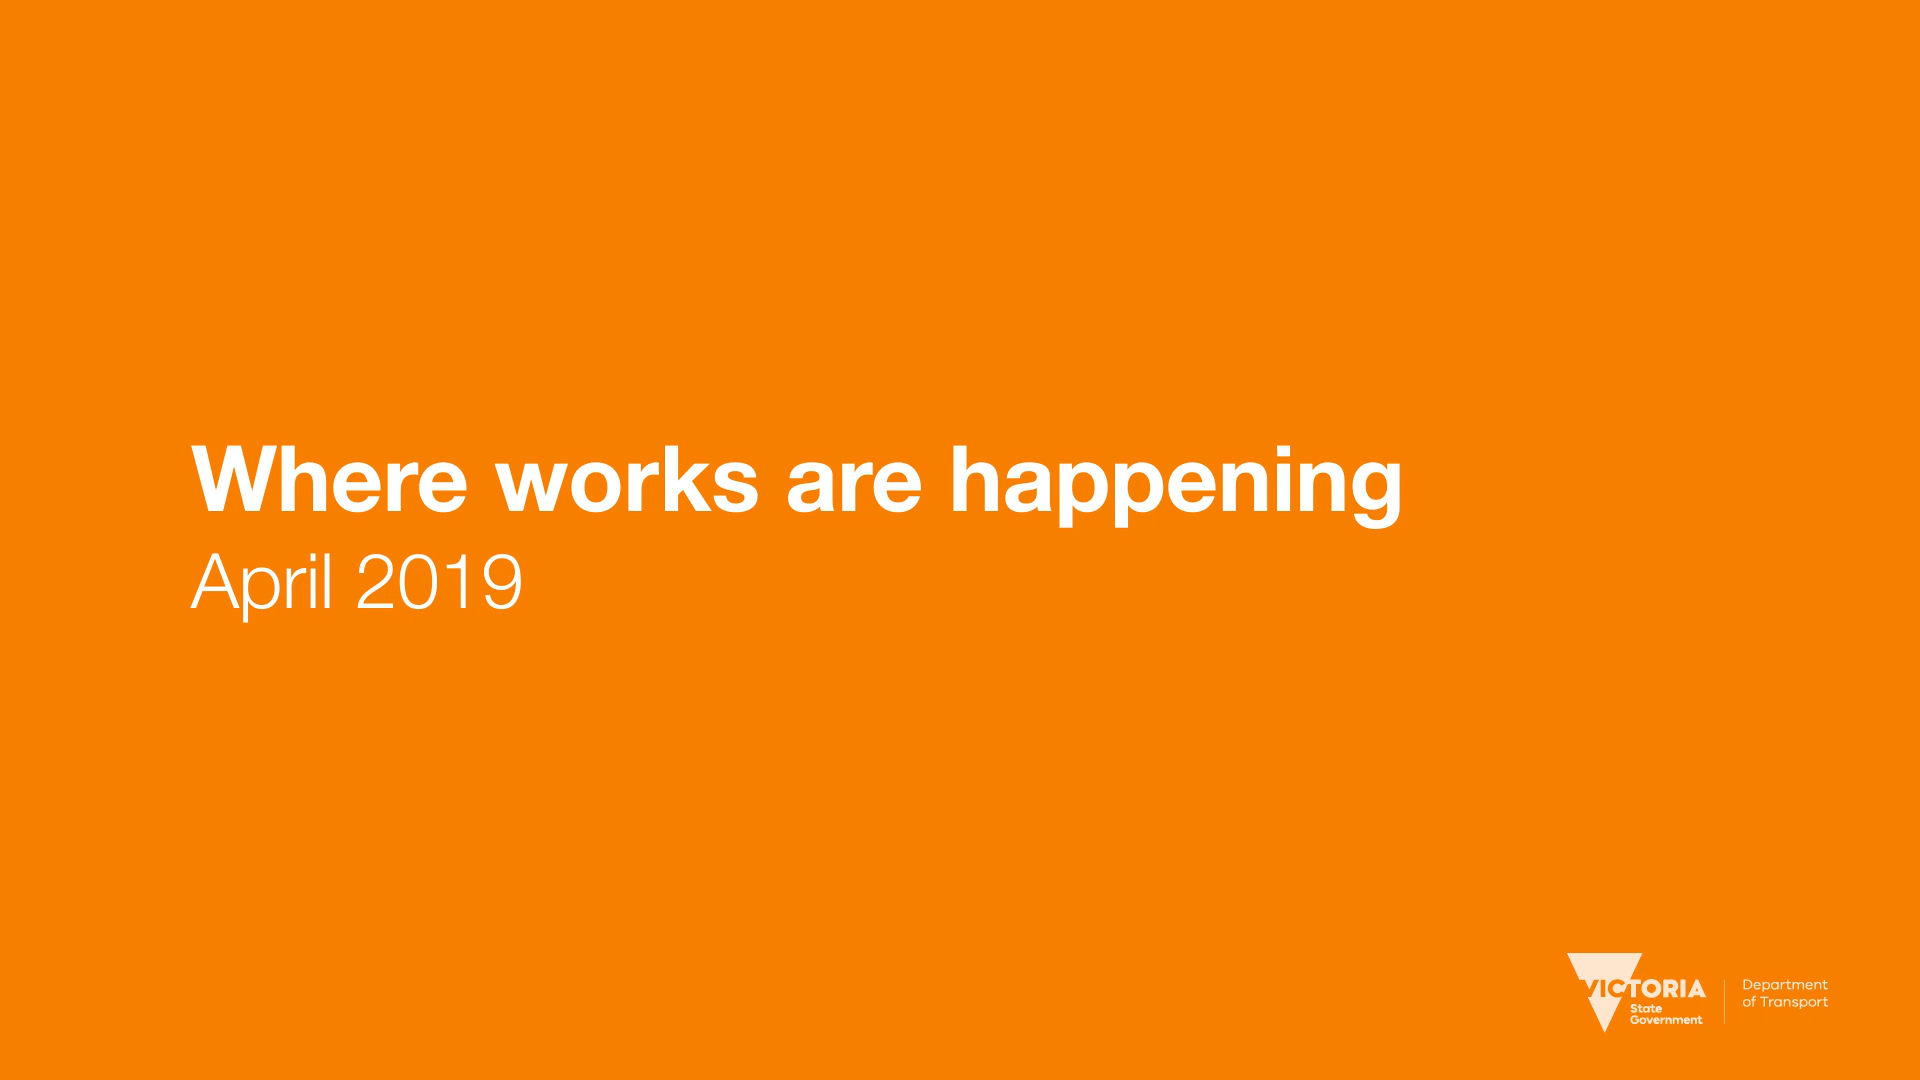 Where works are happening
April 2019
VICTORIA
State
Government
Department
of Transport